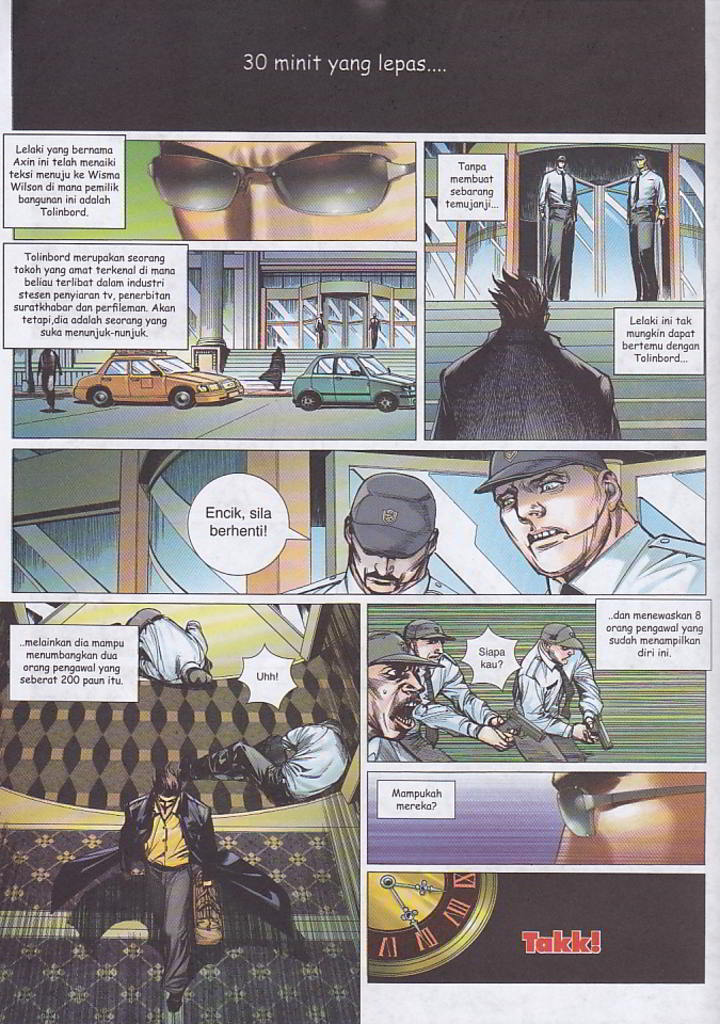 30 minit yang lepas....
Lelaki yang bernama
Axin ini telah menaiki
teksi menuju ke Wisma
Wilson di mana pemilik
bangunan ini adalah
Tolinbord.
Tolinbord merupakan seorang
tokoh yang amat terkenal di mana
beliau terlibat dalam industri
stesen penyiaran tv, penerbitan
suratkhabar dan perfileman. Akan
tetapi,dia adalah seorang yang
suka menunjuk-nunjuk.
Tanpa
membuat
sebarang
temujanji...
Lelaki ini tak
mungkin dapat
bertemu dengan
Tolinbord...
Encik, sila
berhenti!
..melainkan dia mampu
menumbangkan dua
orang pengawal yang
seberat 200 paun itu.
Uhh!
Siapa
kau?
..dan menewaskan 8
orang pengawal yang
sudah menampilkan
diri ini.
Mampukah
mereka?
VI
VII
VIII
IX
Takk!